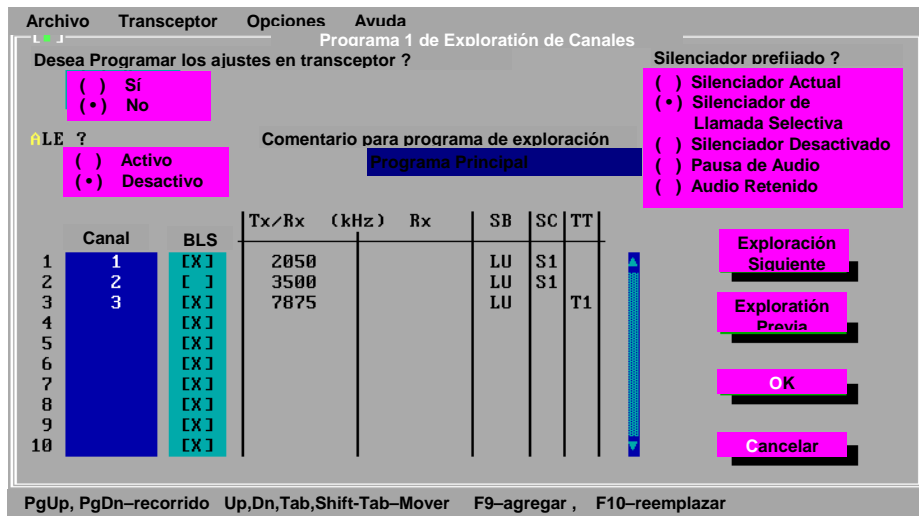 Archivo Transceptor Opciones Ayuda
[■] Programa 1 de Exploratión de Canales
Desea Programar los ajustes en transceptor ?
( ) Sí
(•) No
Silenciador prefijado ?
( ) Silenciador Actual
(•) Silenciador de
Llamada Selectiva
( ) Silenciador Desactivado
( ) Pausa de Audio
( ) Audio Retenido
ALE ?
( ) Activo
(•) Desactivo
Comentario para programa de exploración
Programa Principal
Canal BLS Tx/Rx (kHz) Rx SB SC TT
1 1 [X] 2050 LU S1
2 2 [ ] 3500 LU S1
3 3 [X] 7875 LU T1
4 [X]
5 [X]
6 [X]
7 [X]
8 [X]
9 [X]
10 [X]
Exploración
Siguiente
Exploratión
Previa
OK
Cancelar
PgUp, PgDn–recorrido Up,Dn,Tab,Shift-Tab–Mover F9–agregar , F10–reemplazar